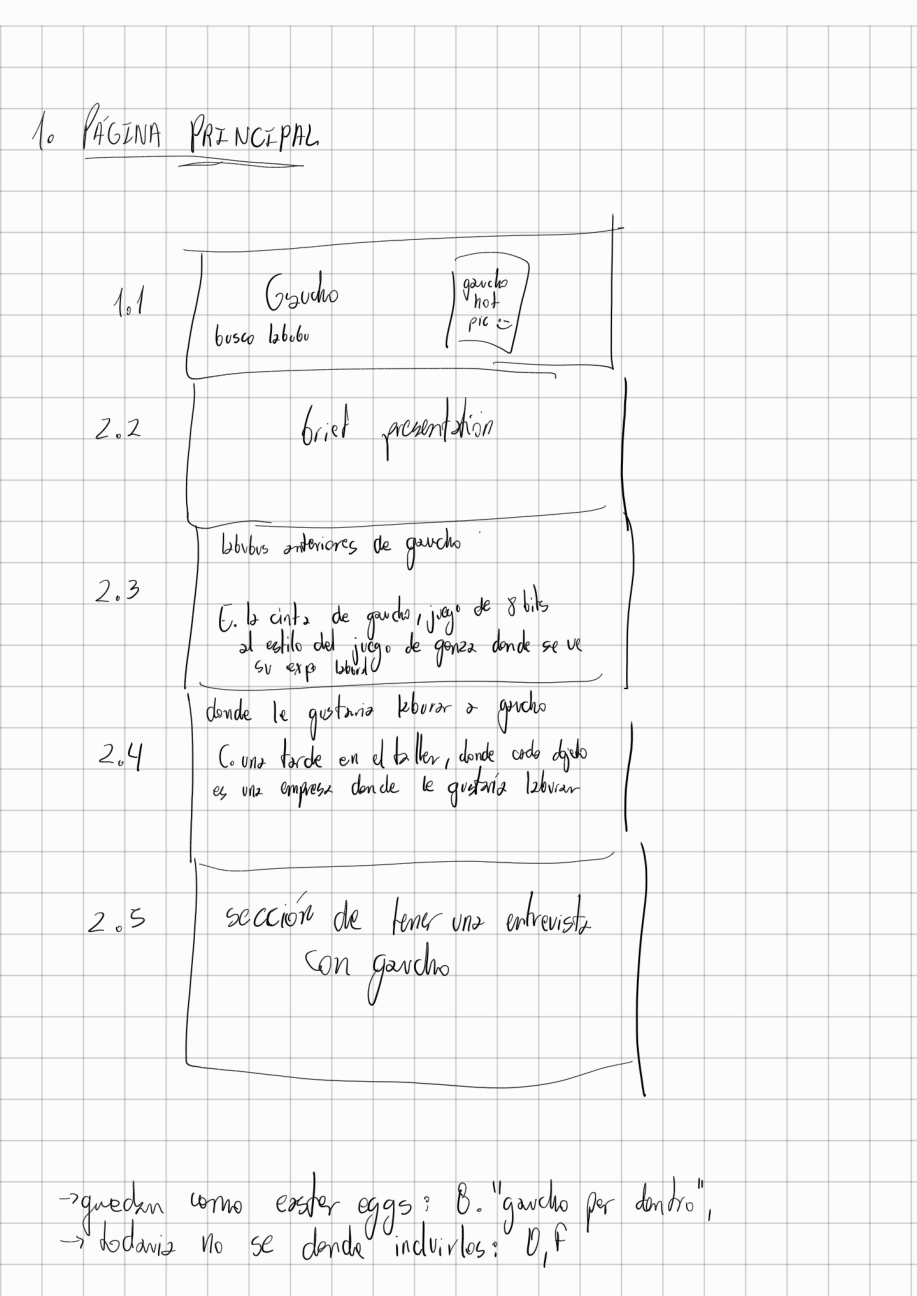 1. PÁGINA PRINCIPAL
1.1
Gaucho
busco labubu
gaucho
hot
pic :)
2.2
brief presentation
2.3
labubus anteriores de gaucho
E. la cinta de gaucho, juego de 8 bits
al estilo del juego de gonza donde se ve
su exp laboral
2.4
donde le gustaria laburar a gaucho
C. una tarde en el taller, donde cada objeto
es una empresa donde le gustaría laburar
2.5
sección de tener una entrevista
con gaucho
→ quedan como easter eggs: B. "gaucho por dentro",
→ todavia no se donde incluirlos: D, F